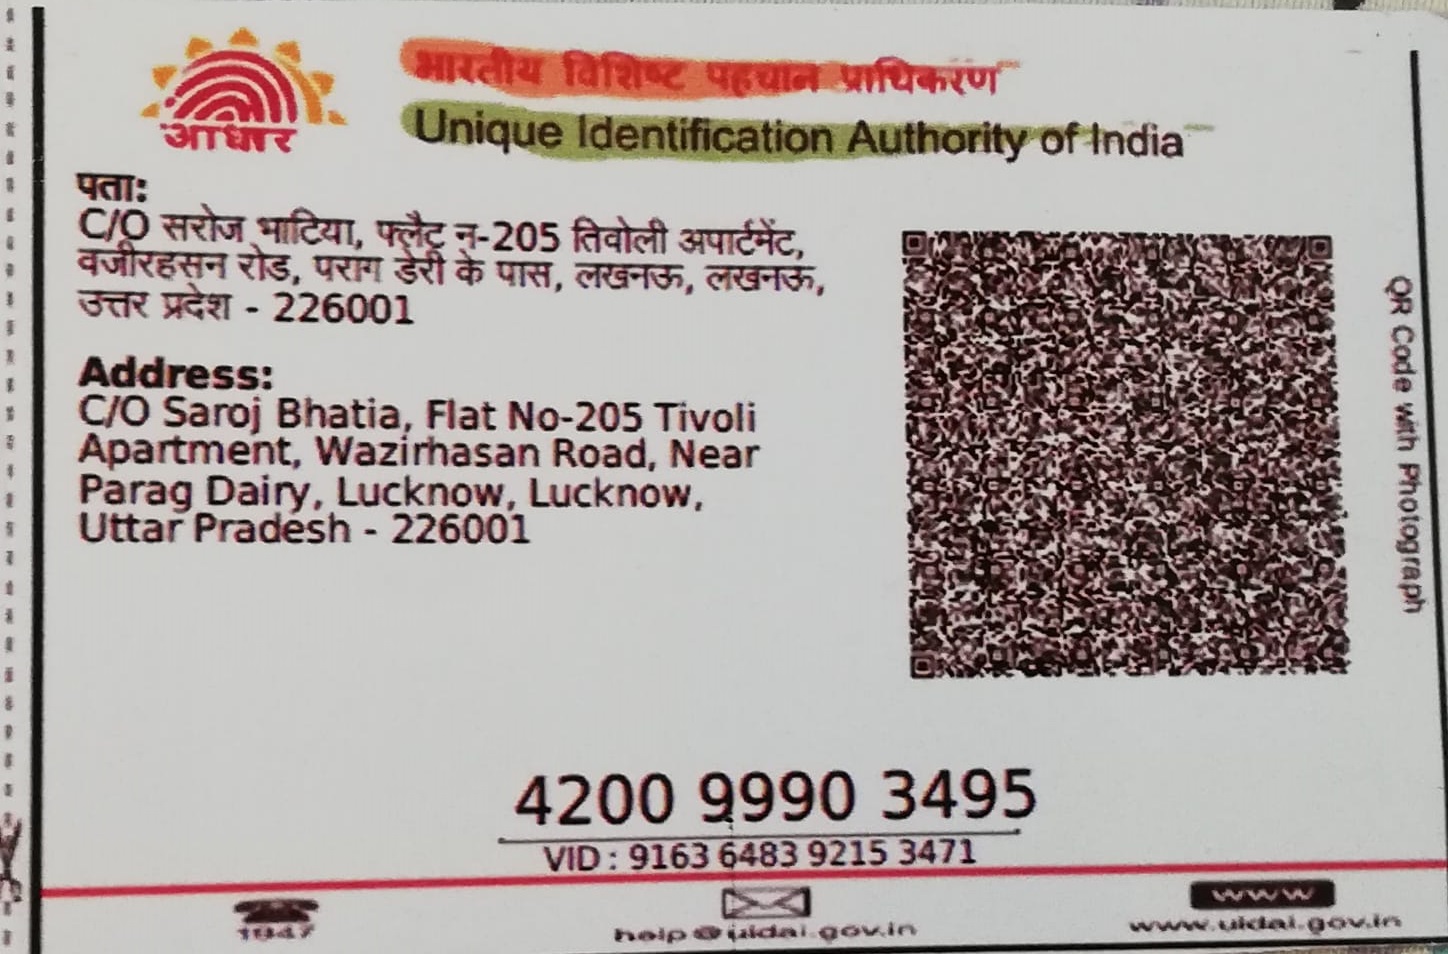 आधार
भारतीय विशिष्ट पहचान प्राधिकरण
Unique Identification Authority of India
पता:
C/O सरोज भाटिया, फ्लैट न-205 तिवोली अपार्टमेंट,
वजीरहसन रोड, पराग डेरी के पास, लखनऊ, लखनऊ,
उत्तर प्रदेश - 226001
Address:
C/O Saroj Bhatia, Flat No-205 Tivoli
Apartment, Wazirhasan Road, Near
Parag Dairy, Lucknow, Lucknow,
Uttar Pradesh - 226001
QR Code with Photograph
4200 9990 3495
VID : 9163 6483 9215 3471
1947
help@uidai.gov.in
www
www.uidai.gov.in